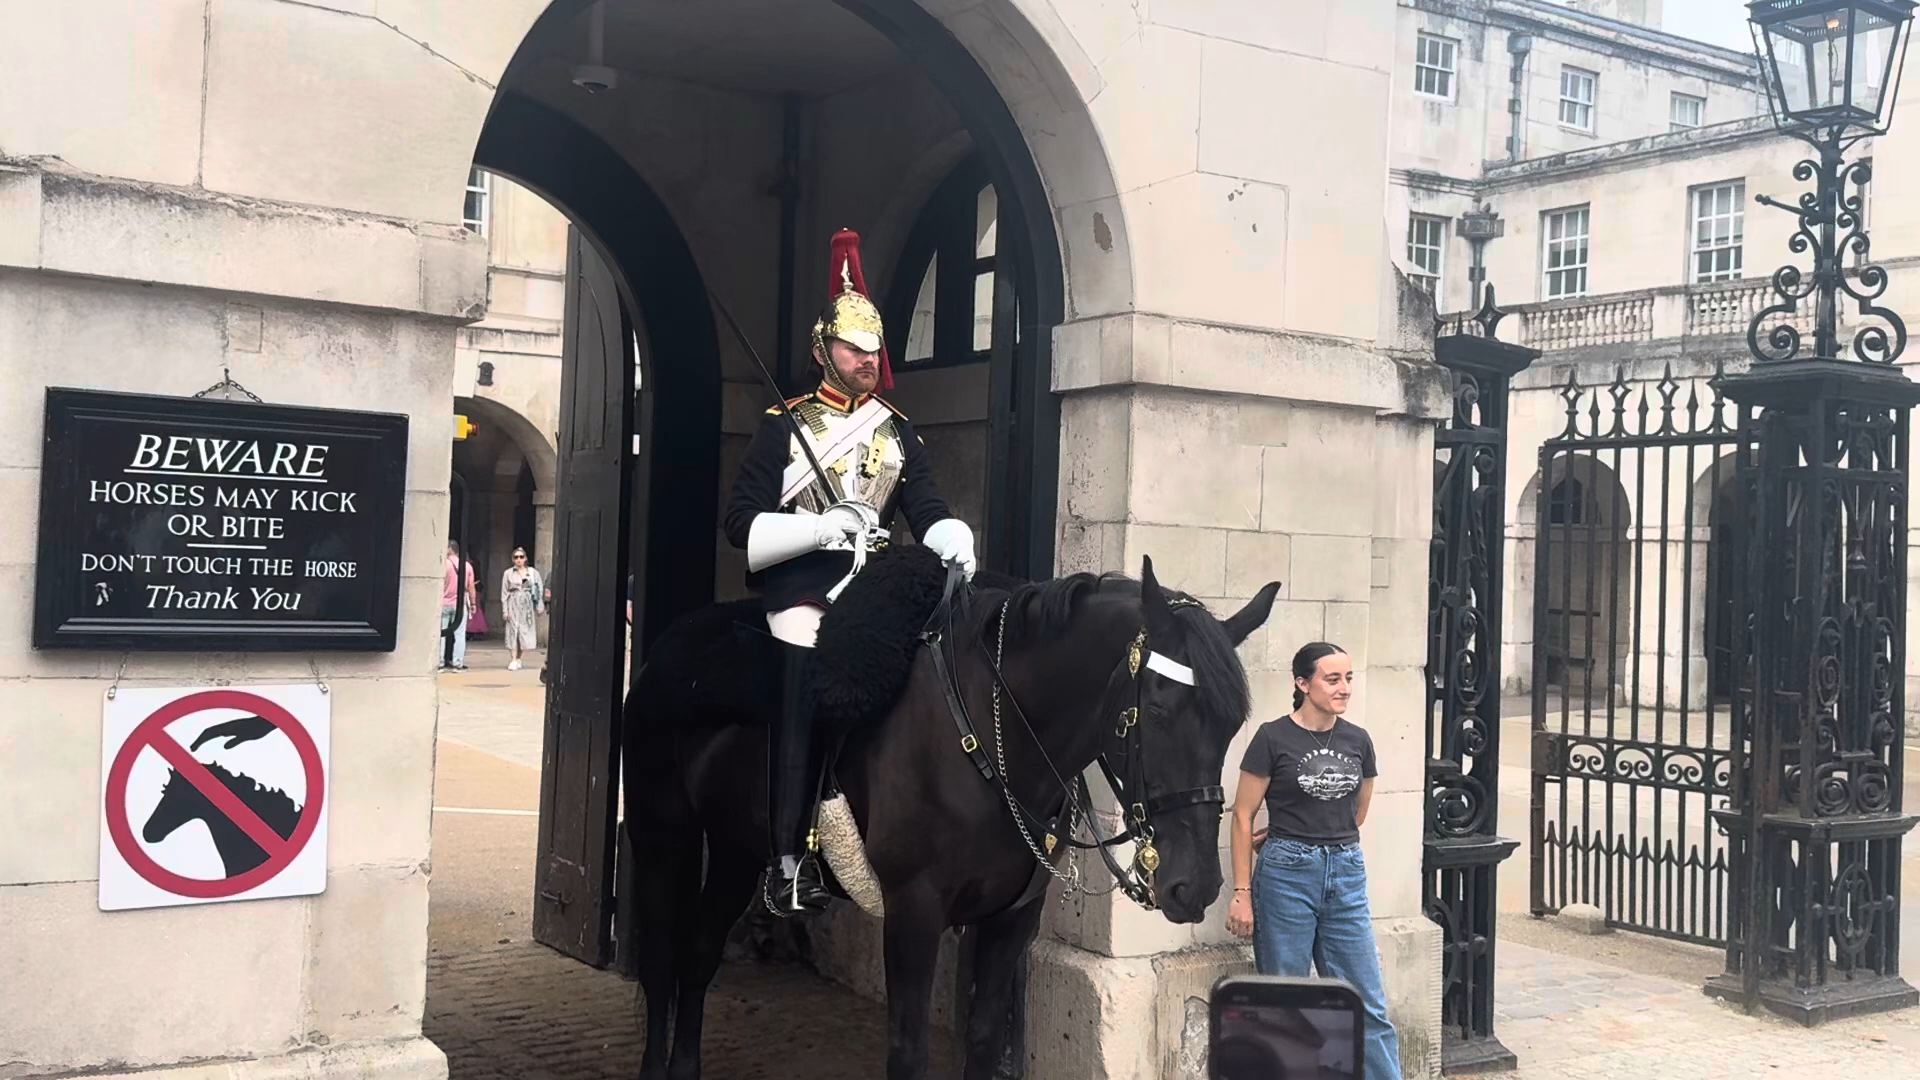 BEWARE
HORSES MAY KICK
OR BITE
DON'T TOUCH THE HORSE
Thank You